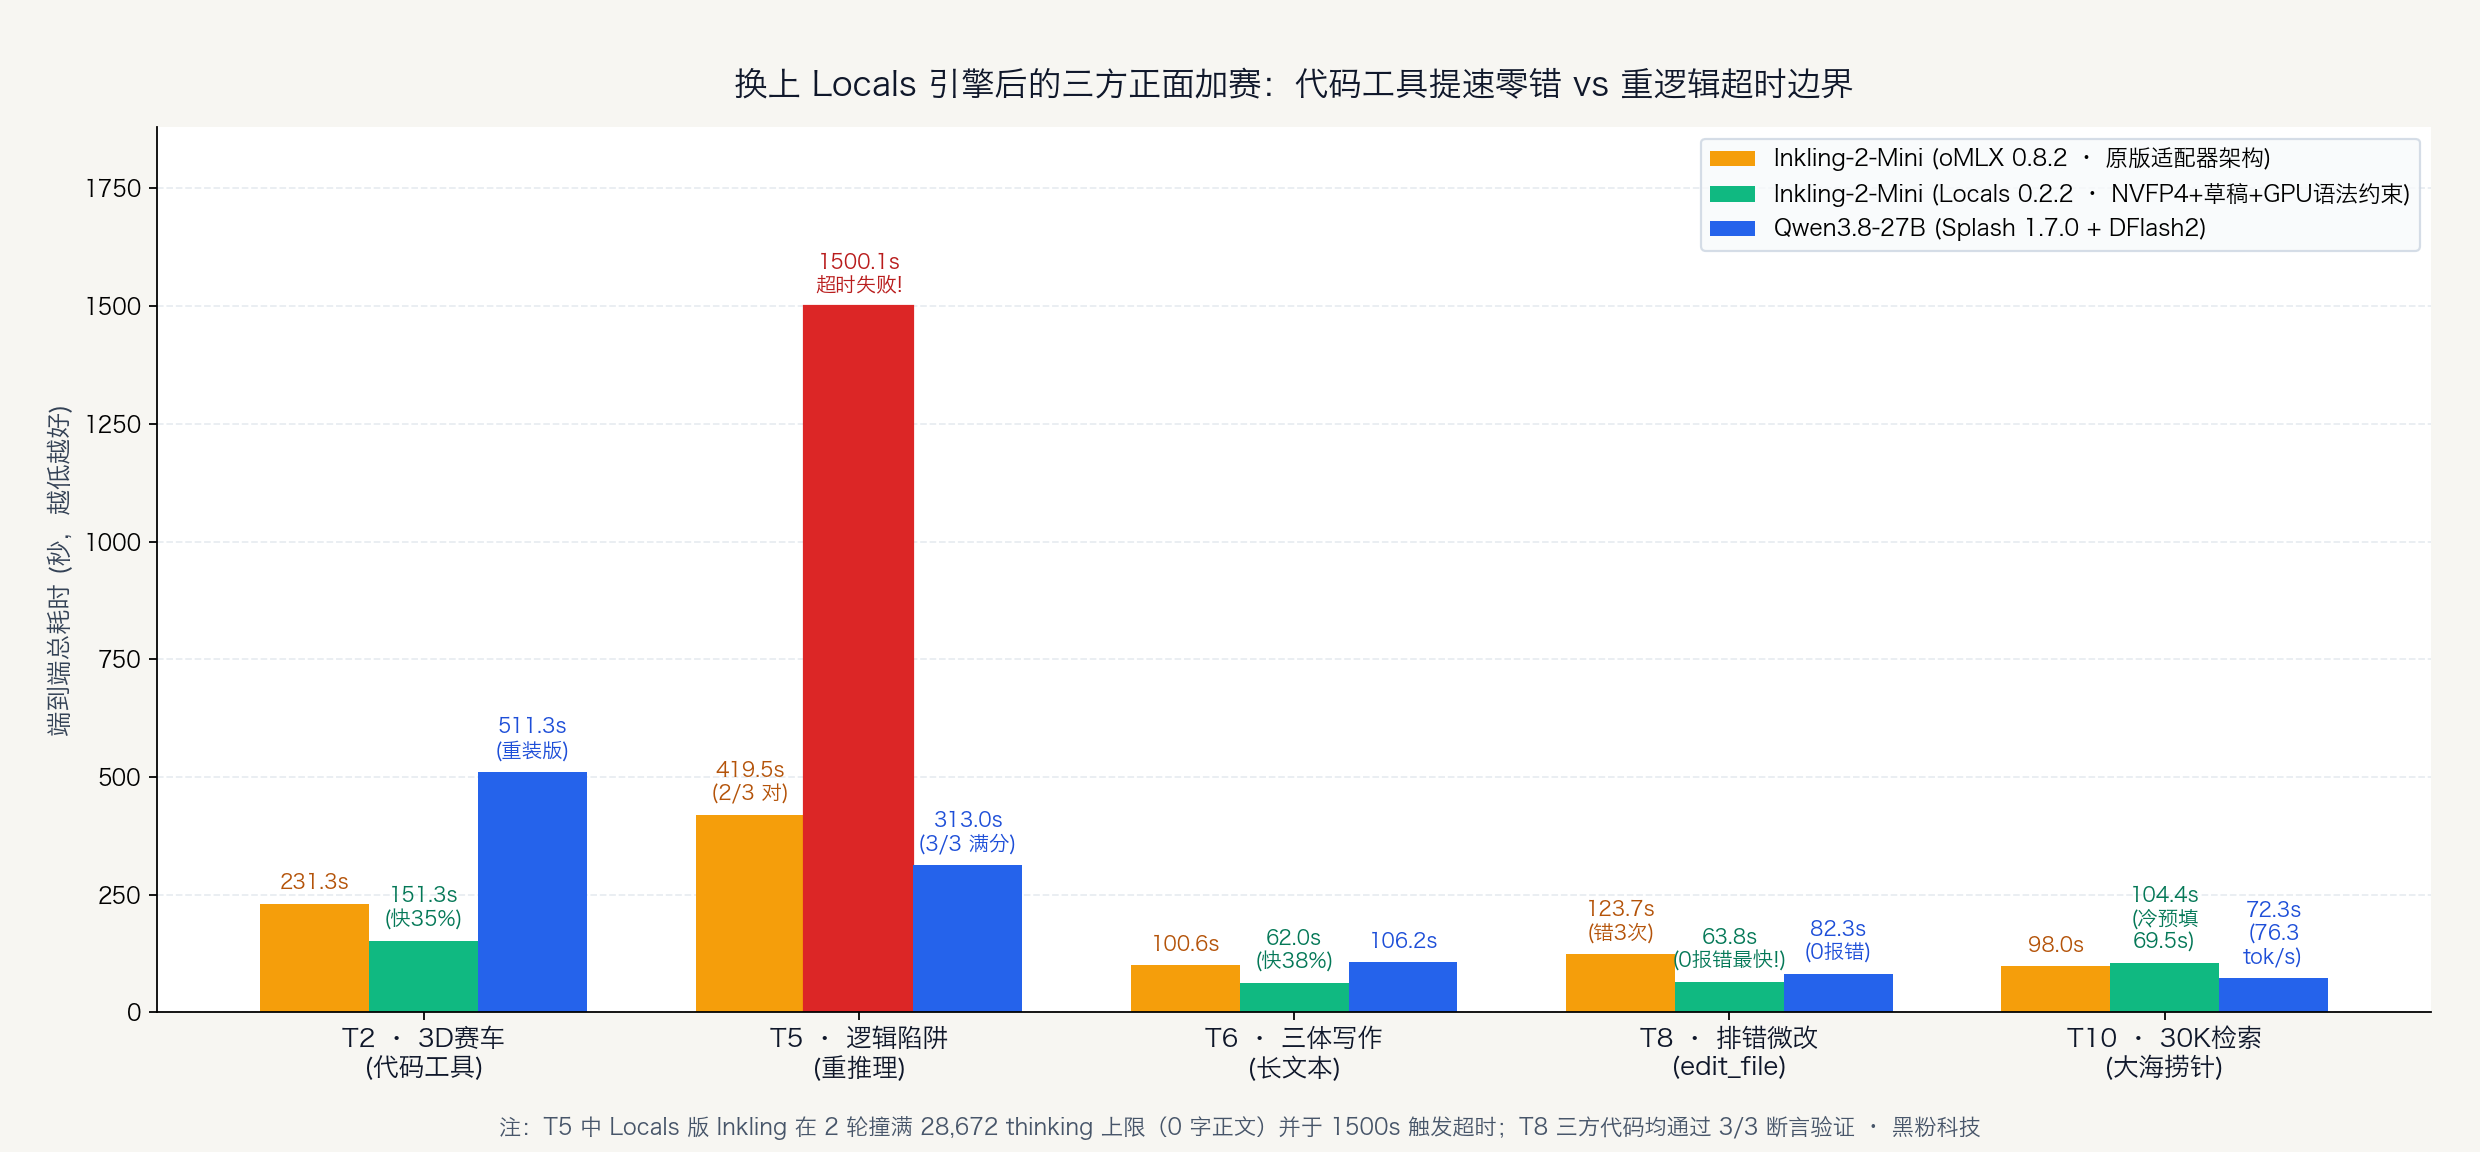 换上 Locals 引擎后的三方正面加赛：代码工具提速零错 vs 重逻辑超时边界
Inkling-2-Mini (oMLX 0.8.2 · 原版适配器架构)
Inkling-2-Mini (Locals 0.2.2 · NVFP4+草稿+GPU语法约束)
Qwen3.8-27B (Splash 1.7.0 + DFlash2)
端到端总耗时 (秒，越低越好)
1750
1500
1250
1000
750
500
250
0
231.3s
151.3s
(快35%)
511.3s
(重装版)
419.5s
(2/3 对)
1500.1s
超时失败!
313.0s
(3/3 满分)
100.6s
62.0s
(快38%)
106.2s
123.7s
(错3次)
63.8s
(0报错最快!)
82.3s
(0报错)
98.0s
104.4s
(冷预填
69.5s)
72.3s
(76.3
tok/s)
T2 · 3D赛车
(代码工具)
T5 · 逻辑陷阱
(重推理)
T6 · 三体写作
(长文本)
T8 · 排错微改
(edit_file)
T10 · 30K检索
(大海捞针)
注：T5 中 Locals 版 Inkling 在 2 轮撞满 28,672 thinking 上限（0 字正文）并于 1500s 触发超时；T8 三方代码均通过 3/3 断言验证 · 黑粉科技